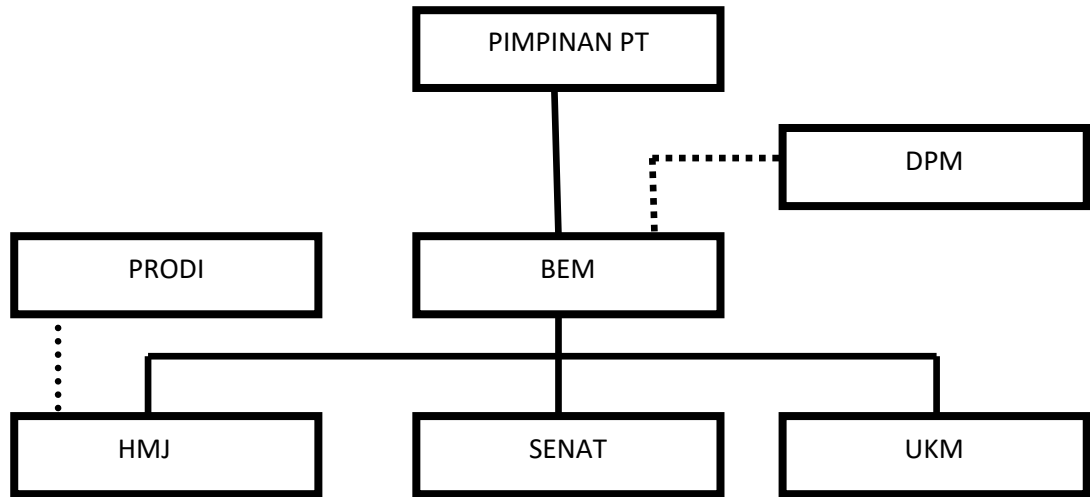 PIMPINAN PT
DPM
PRODI
BEM
HMJ
SENAT
UKM